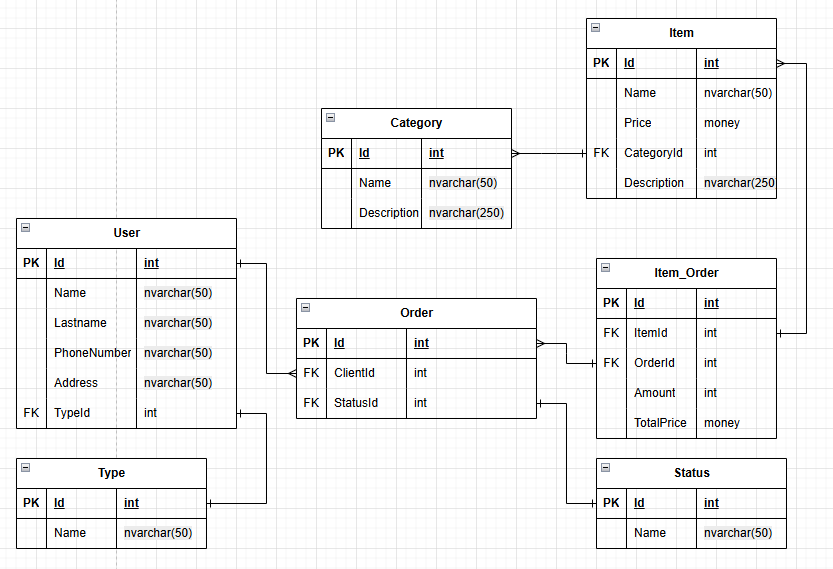 Item
PK Id int
Name nvarchar(50)
Price money
FK CategoryId int
Description nvarchar(250
Category
PK Id int
Name nvarchar(50)
Description nvarchar(250)
User
PK Id int
Name nvarchar(50)
Lastname nvarchar(50)
PhoneNumber nvarchar(50)
Address nvarchar(50)
FK TypeId int
Order
PK Id int
FK ClientId int
FK StatusId int
Item_Order
PK Id int
FK ItemId int
FK OrderId int
Amount int
TotalPrice money
Type
PK Id int
Name nvarchar(50)
Status
PK Id int
Name nvarchar(50)